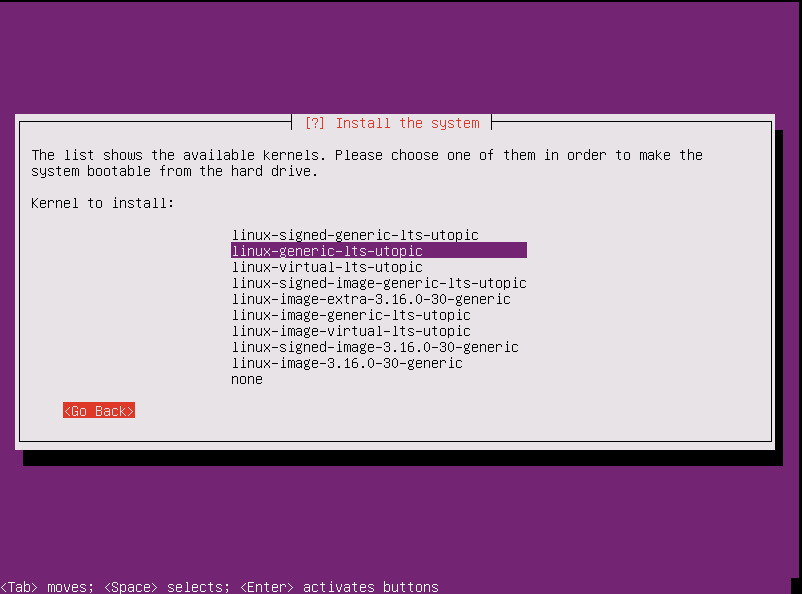 [?] Install the system
The list shows the available kernels. Please choose one of them in order to make the
system bootable from the hard drive.
Kernel to install:
linux-signed-generic-lts-utopic
linux-generic-lts-utopic
linux-virtual-lts-utopic
linux-signed-image-generic-lts-utopic
linux-image-extra-3.16.0-30-generic
linux-image-generic-lts-utopic
linux-image-virtual-lts-utopic
linux-signed-image-3.16.0-30-generic
linux-image-3.16.0-30-generic
none
<Go Back>
<Tab> moves; <Space> selects; <Enter> activates buttons